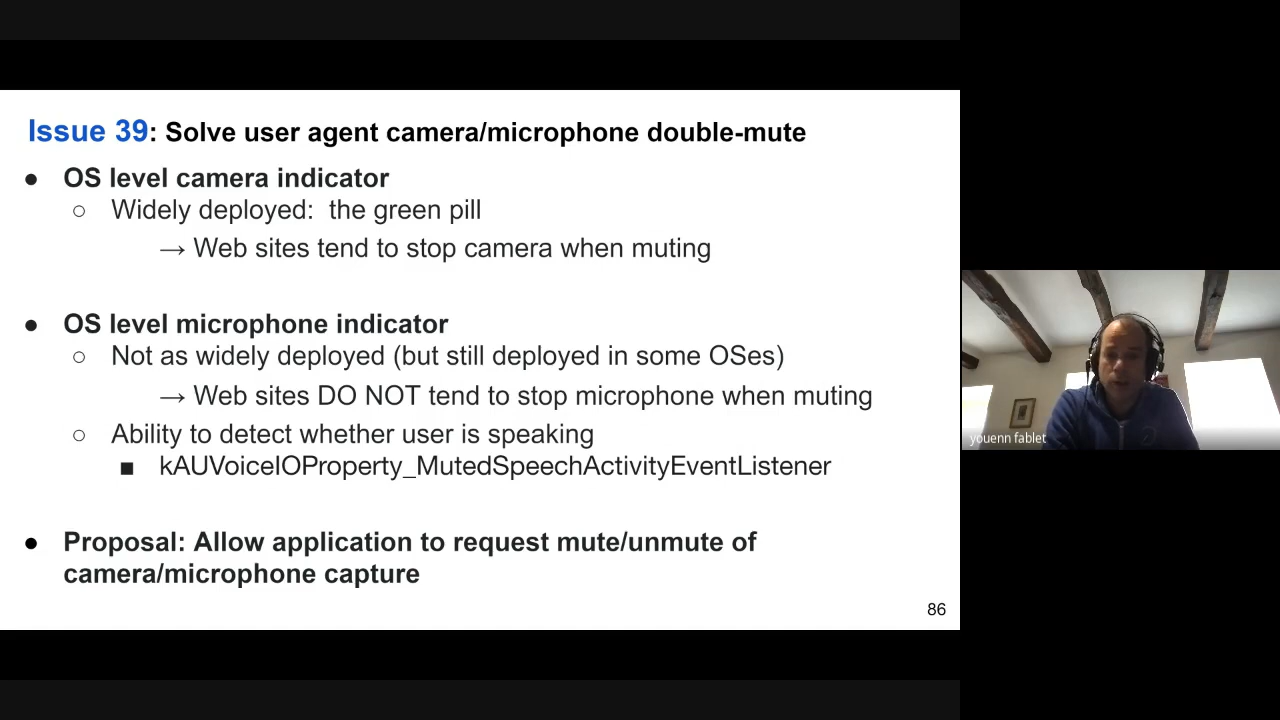 Issue 39: Solve user agent camera/microphone double-mute
● OS level camera indicator
○ Widely deployed: the green pill
→ Web sites tend to stop camera when muting
● OS level microphone indicator
○ Not as widely deployed (but still deployed in some OSes)
→ Web sites DO NOT tend to stop microphone when muting
○ Ability to detect whether user is speaking
■ kAUVoiceIOProperty_MutedSpeechActivityEventListener
● Proposal: Allow application to request mute/unmute of
camera/microphone capture
86
youenn fablet